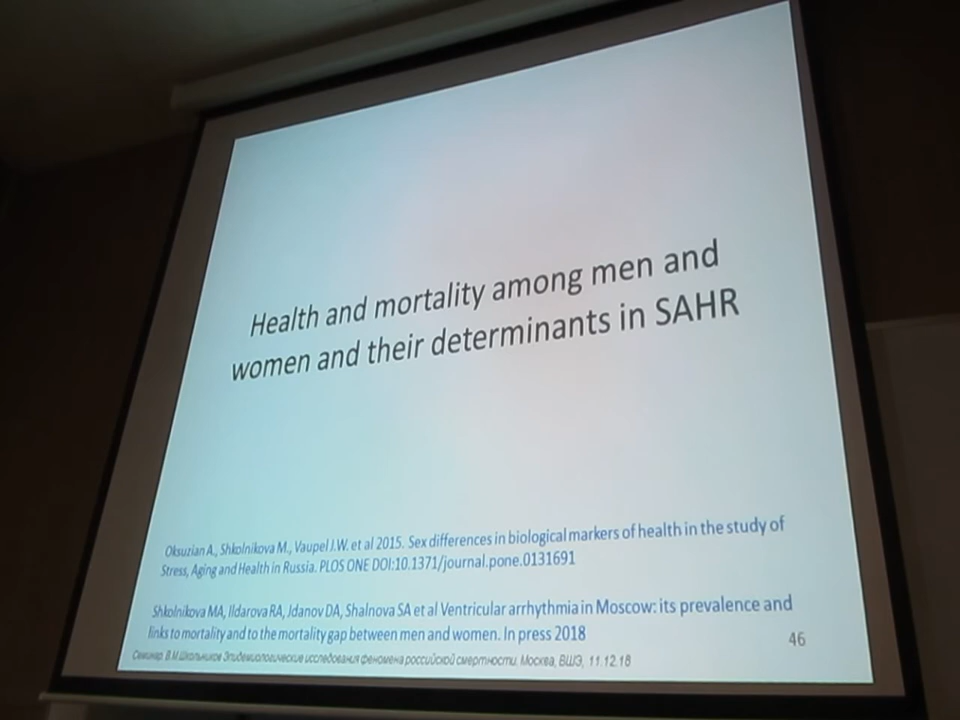 Health and mortality among men and
women and their determinants in SAHR
Oksuzian A., Shkolnikova M., Vaupel J.W. et al 2015. Sex differences in biological markers of health in the study of
Stress, Aging and Health in Russia. PLOS ONE DOI:10.1371/journal.pone.0131691
Shkolnikova MA, Ildarova RA, Jdanov DA, Shalnova SA et al Ventricular arrhythmia in Moscow: its prevalence and
links to mortality and to the mortality gap between men and women. In press 2018
46
Семинар. В.М.Школьников Эпидемиологические исследования феномена российской смертности. Москва, ВШЭ, 11.12.18